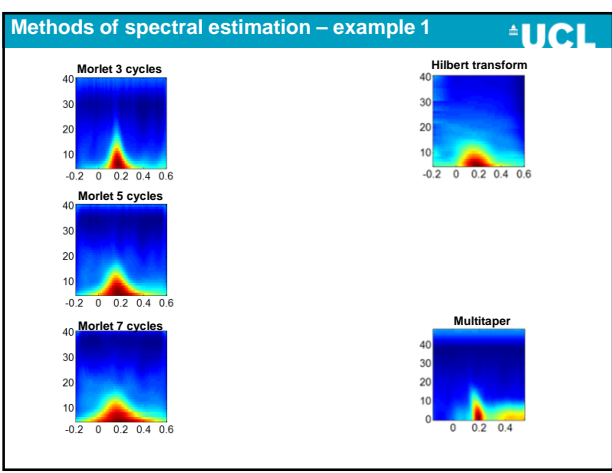 Methods of spectral estimation – example 1
UCL
Morlet 3 cycles
40
30
20
10
-0.2 0 0.2 0.4 0.6
Hilbert transform
40
30
20
10
-0.2 0 0.2 0.4 0.6
Morlet 5 cycles
40
30
20
10
-0.2 0 0.2 0.4 0.6
Morlet 7 cycles
40
30
20
10
-0.2 0 0.2 0.4 0.6
Multitaper
40
30
20
10
0
0 0.2 0.4